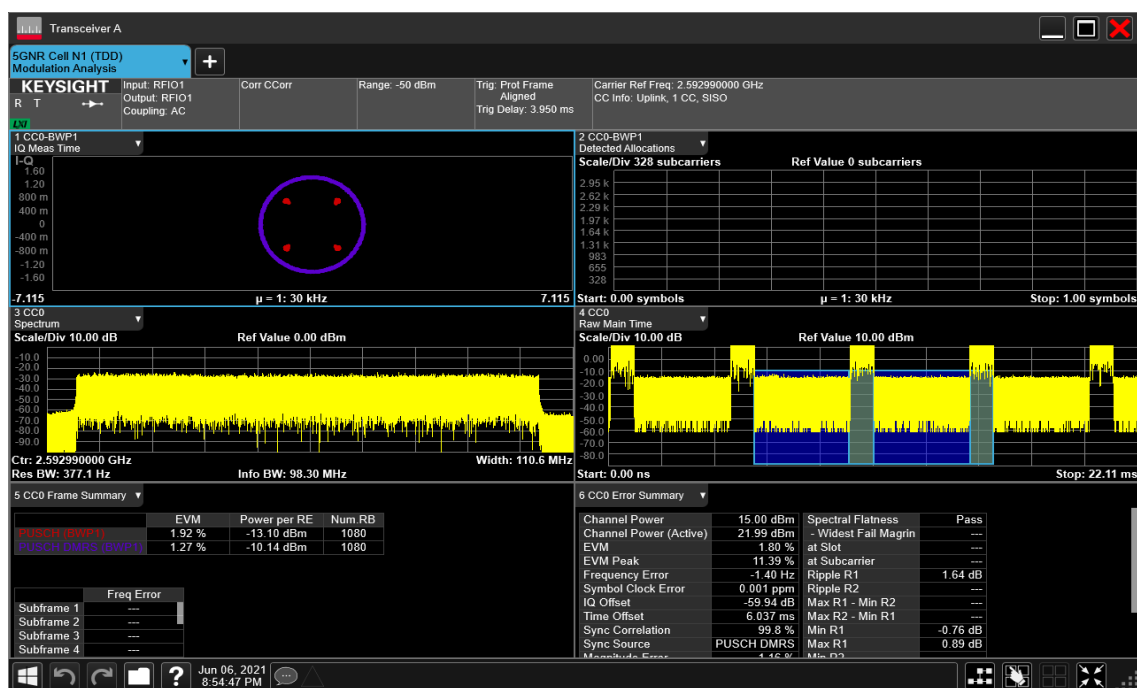 Transceiver A
5GNR Cell N1 (TDD)
Modulation Analysis
KEYSIGHT
R T
LXI
Input: RFIO1
Output: RFIO1
Coupling: AC
Corr CCorr
Range: -50 dBm
Trig: Prot Frame
Aligned
Trig Delay: 3.950 ms
Carrier Ref Freq: 2.592990000 GHz
CC Info: Uplink, 1 CC, SISO
1 CC0-BWP1
IQ Meas Time
I-Q
1.60
1.20
800 m
400 m
0
-400 m
-800 m
-1.20
-1.60
-7.115 µ = 1: 30 kHz 7.115
2 CC0-BWP1
Detected Allocations
Scale/Div 328 subcarriers Ref Value 0 subcarriers
2.95 k
2.62 k
2.29 k
1.97 k
1.64 k
1.31 k
983
655
328
Start: 0.00 symbols µ = 1: 30 kHz Stop: 1.00 symbols
3 CC0
Spectrum
Scale/Div 10.00 dB Ref Value 0.00 dBm
-10.0
-20.0
-30.0
-40.0
-50.0
-60.0
-70.0
-80.0
-90.0
Ctr: 2.592990000 GHz Width: 110.6 MHz
Res BW: 377.1 Hz Info BW: 98.30 MHz
4 CC0
Raw Main Time
Scale/Div 10.00 dB Ref Value 10.00 dBm
0.00
-10.0
-20.0
-30.0
-40.0
-50.0
-60.0
-70.0
-80.0
Start: 0.00 ns Stop: 22.11 ms
5 CC0 Frame Summary
EVM Power per RE Num.RB
PUSCH (BWP1) 1.92 % -13.10 dBm 1080
PUSCH DMRS (BWP1) 1.27 % -10.14 dBm 1080
Freq Error
Subframe 1 ---
Subframe 2 ---
Subframe 3 ---
Subframe 4 ---
6 CC0 Error Summary
Channel Power 15.00 dBm Spectral Flatness Pass
Channel Power (Active) 21.99 dBm - Widest Fail Magrin ---
EVM 1.80 % at Slot ---
EVM Peak 11.39 % at Subcarrier ---
Frequency Error -1.40 Hz Ripple R1 1.64 dB
Symbol Clock Error 0.001 ppm Ripple R2 ---
IQ Offset -59.94 dB Max R1 - Min R2 ---
Time Offset 6.037 ms Max R2 - Min R1 ---
Sync Correlation 99.8 % Min R1 -0.76 dB
Sync Source PUSCH DMRS Max R1 0.89 dB
Magnitude Error 1.16 % Min R2 ---
Jun 06, 2021
8:54:47 PM